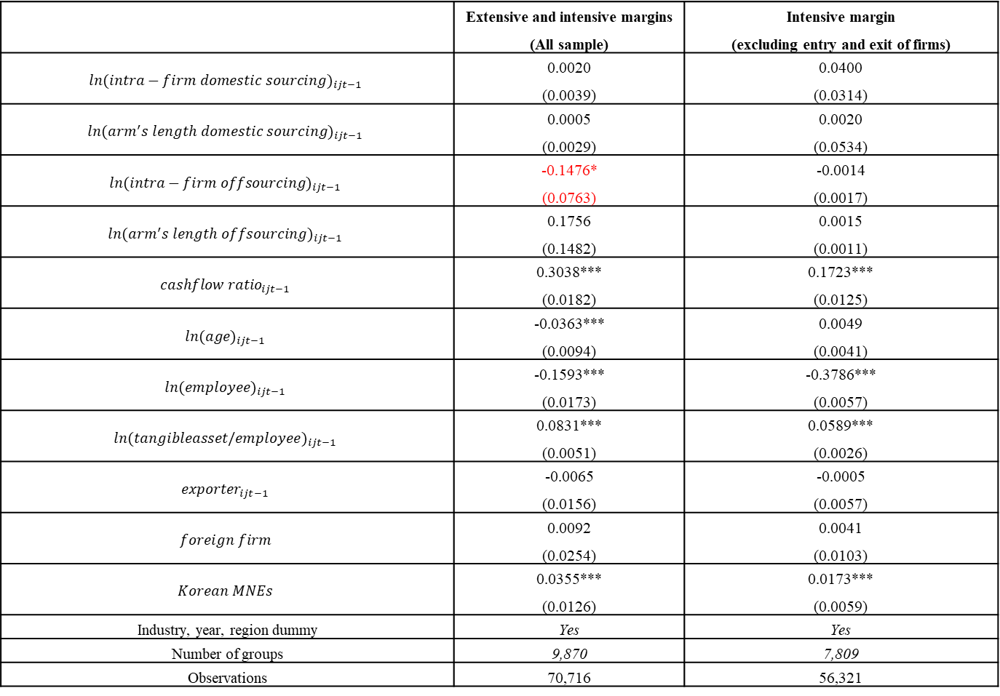 Extensive and intensive margins
(All sample)
Intensive margin
(excluding entry and exit of firms)
ln(intra − firm domestic sourcing)ijt−1
0.0020
(0.0039)
0.0400
(0.0314)
ln(arm's length domestic sourcing)ijt−1
0.0005
(0.0029)
0.0020
(0.0534)
ln(intra − firm offsourcing)ijt−1
-0.1476*
(0.0763)
-0.0014
(0.0017)
ln(arm's length offsourcing)ijt−1
0.1756
(0.1482)
0.0015
(0.0011)
cashflow ratioijt−1
0.3038***
(0.0182)
0.1723***
(0.0125)
ln(age)ijt−1
-0.0363***
(0.0094)
0.0049
(0.0041)
ln(employee)ijt−1
-0.1593***
(0.0173)
-0.3786***
(0.0057)
ln(tangibleasset/employee)ijt−1
0.0831***
(0.0051)
0.0589***
(0.0026)
exporterijt−1
-0.0065
(0.0156)
-0.0005
(0.0057)
foreign firm
0.0092
(0.0254)
0.0041
(0.0103)
Korean MNEs
0.0355***
(0.0126)
0.0173***
(0.0059)
Industry, year, region dummy
Yes
Yes
Number of groups
9,870
7,809
Observations
70,716
56,321